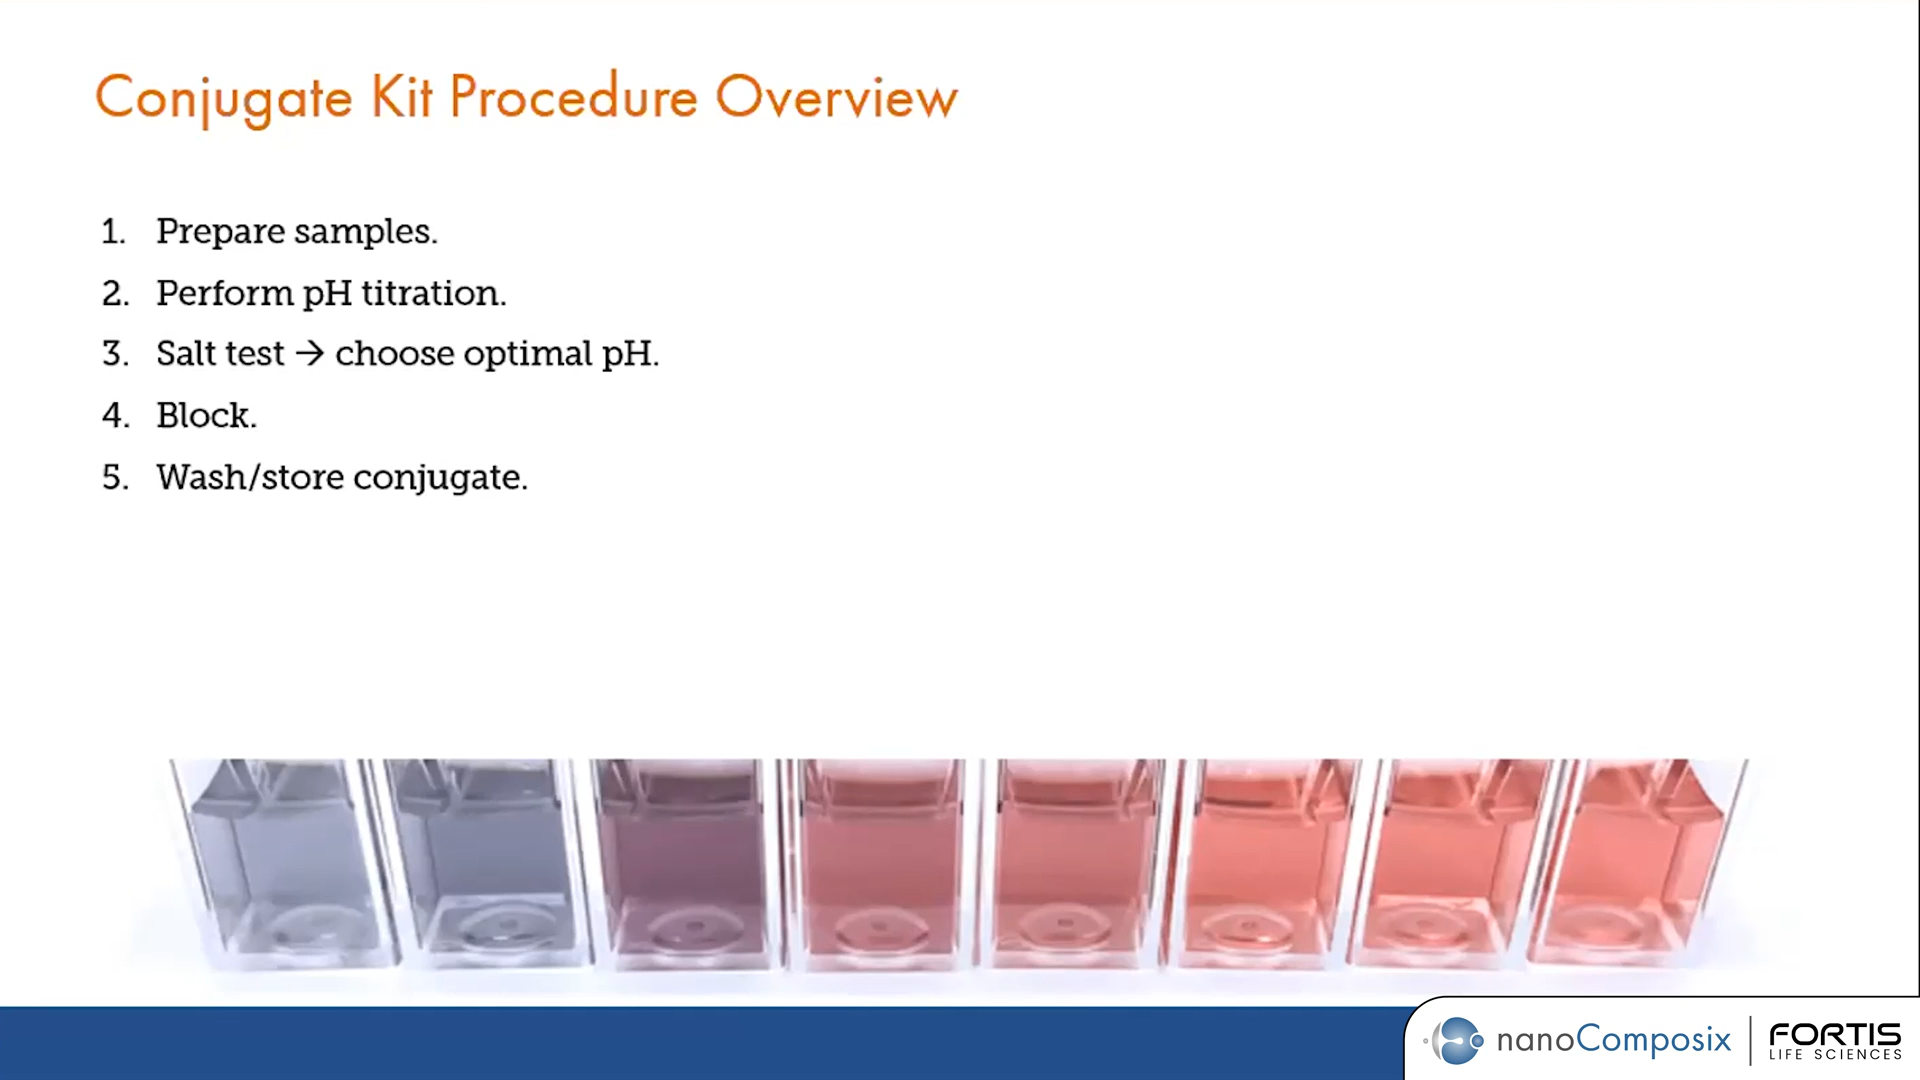 Conjugate Kit Procedure Overview
1. Prepare samples.
2. Perform pH titration.
3. Salt test → choose optimal pH.
4. Block.
5. Wash/store conjugate.
nanoComposix
FORTIS
LIFE SCIENCES